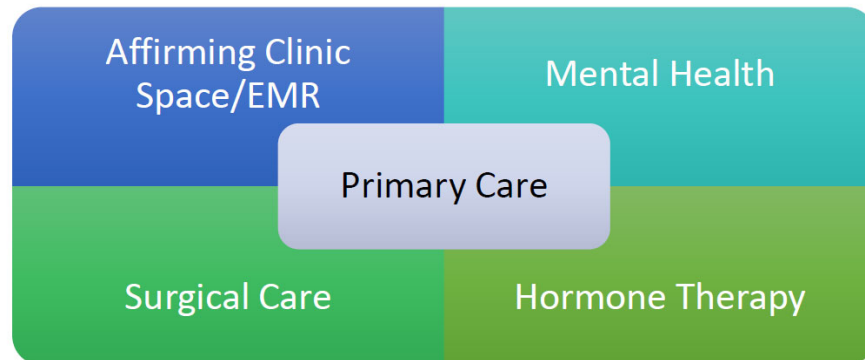 Affirming Clinic
Space/EMR
Mental Health
Primary Care
Surgical Care
Hormone Therapy